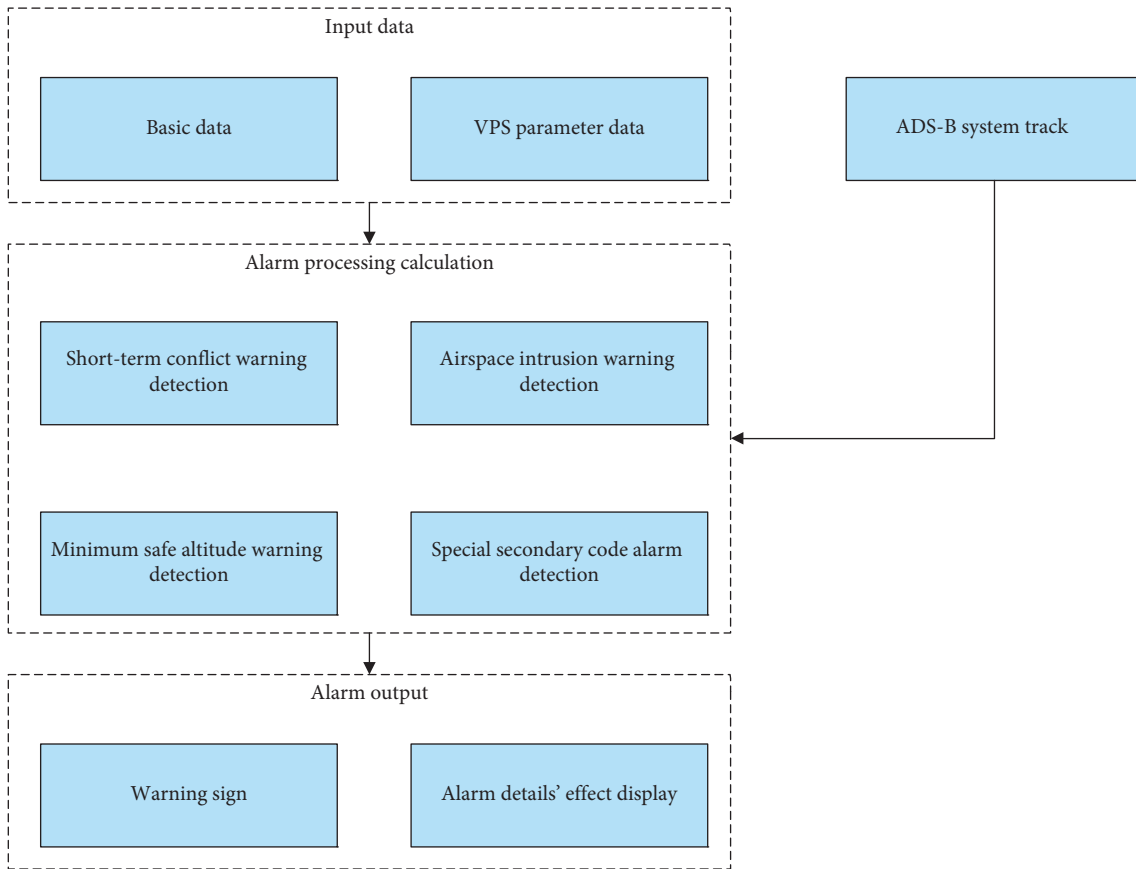 Input data
Basic data
VPS parameter data
ADS-B system track
Alarm processing calculation
Short-term conflict warning
detection
Airspace intrusion warning
detection
Minimum safe altitude warning
detection
Special secondary code alarm
detection
Alarm output
Warning sign
Alarm details’ effect display